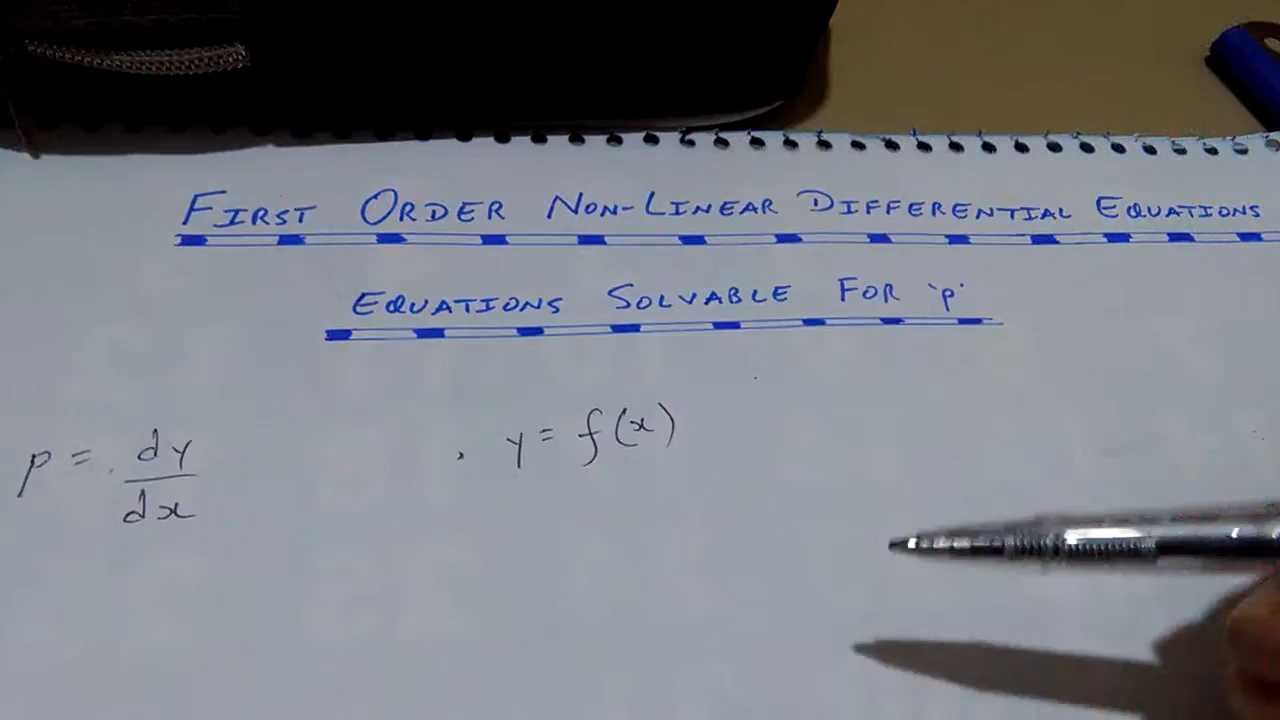 FIRST ORDER NON-LINEAR DIFFERENTIAL EQUATIONS
EQUATIONS SOLVABLE FOR 'p'
p = dy/dx , y = f(x)